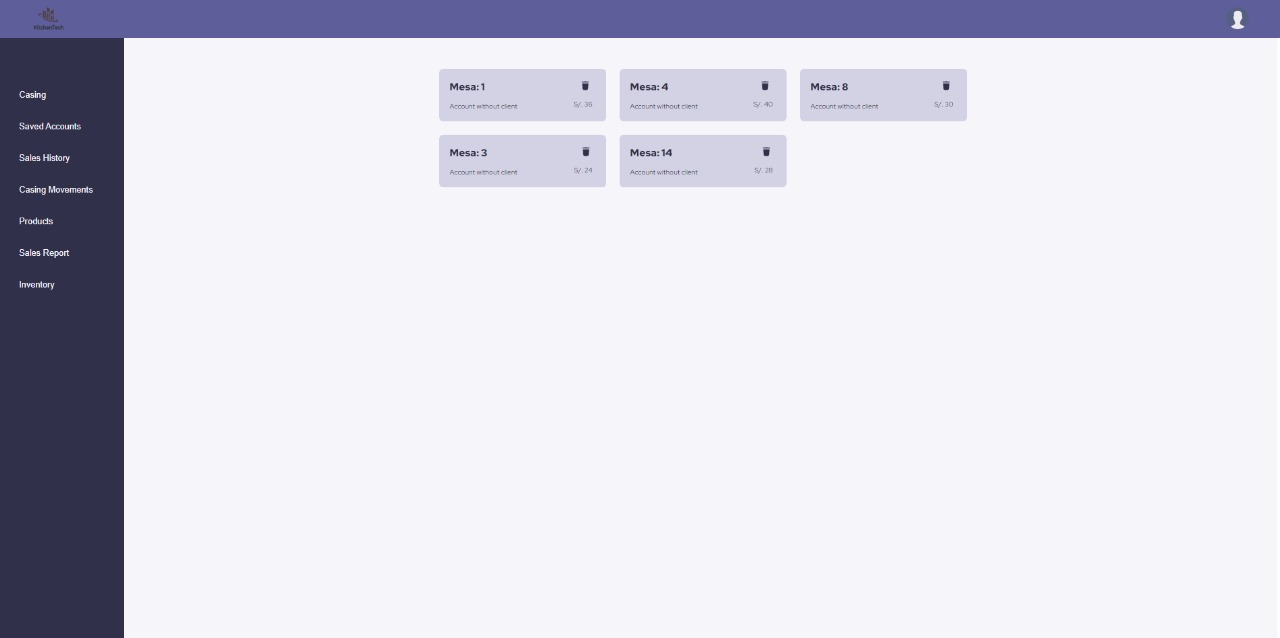 KitchenTech
Casing
Saved Accounts
Sales History
Casing Movements
Products
Sales Report
Inventory
Mesa: 1
Account without client
S/. 36
Mesa: 4
Account without client
S/. 40
Mesa: 8
Account without client
S/. 30
Mesa: 3
Account without client
S/. 24
Mesa: 14
Account without client
S/. 28